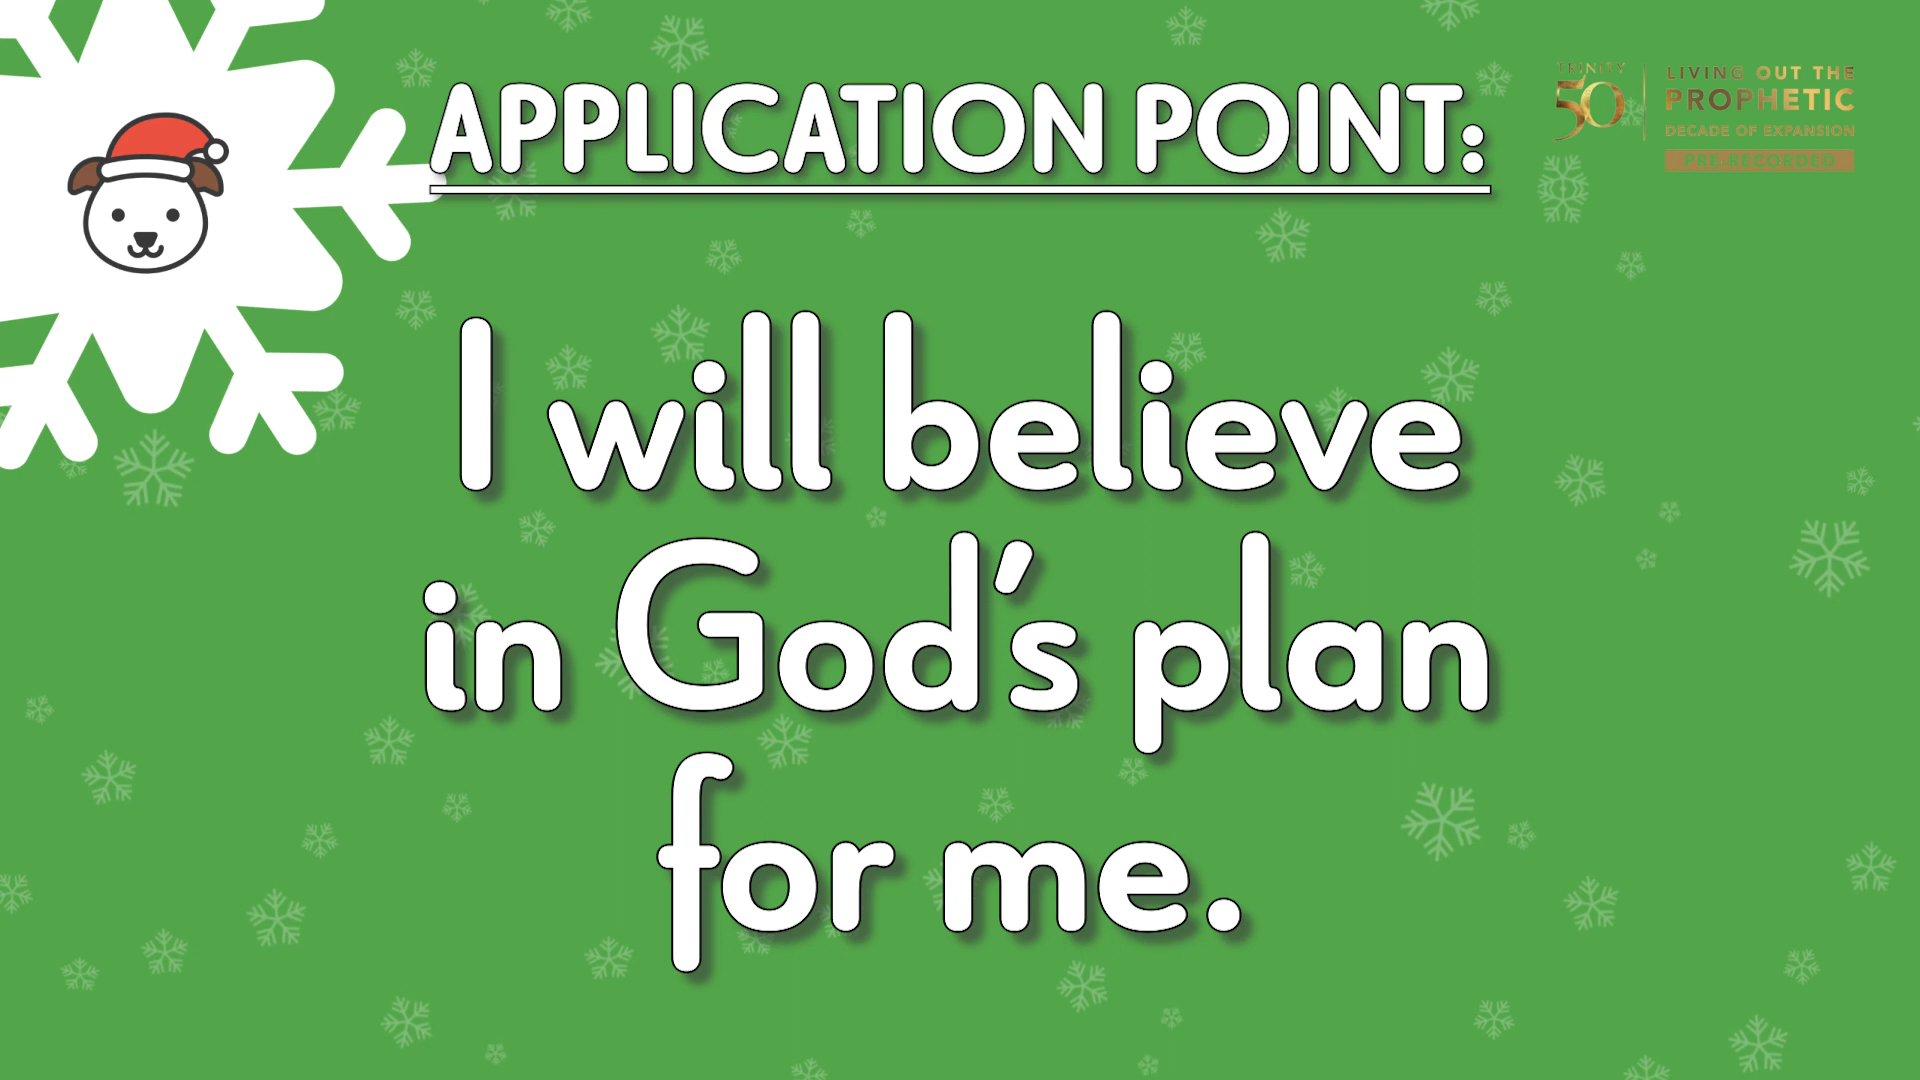 APPLICATION POINT:
TRINITY
50
LIVING OUT THE
PROPHETIC
DECADE OF EXPANSION
PRE-RECORDED
I will believe
in God's plan
for me.